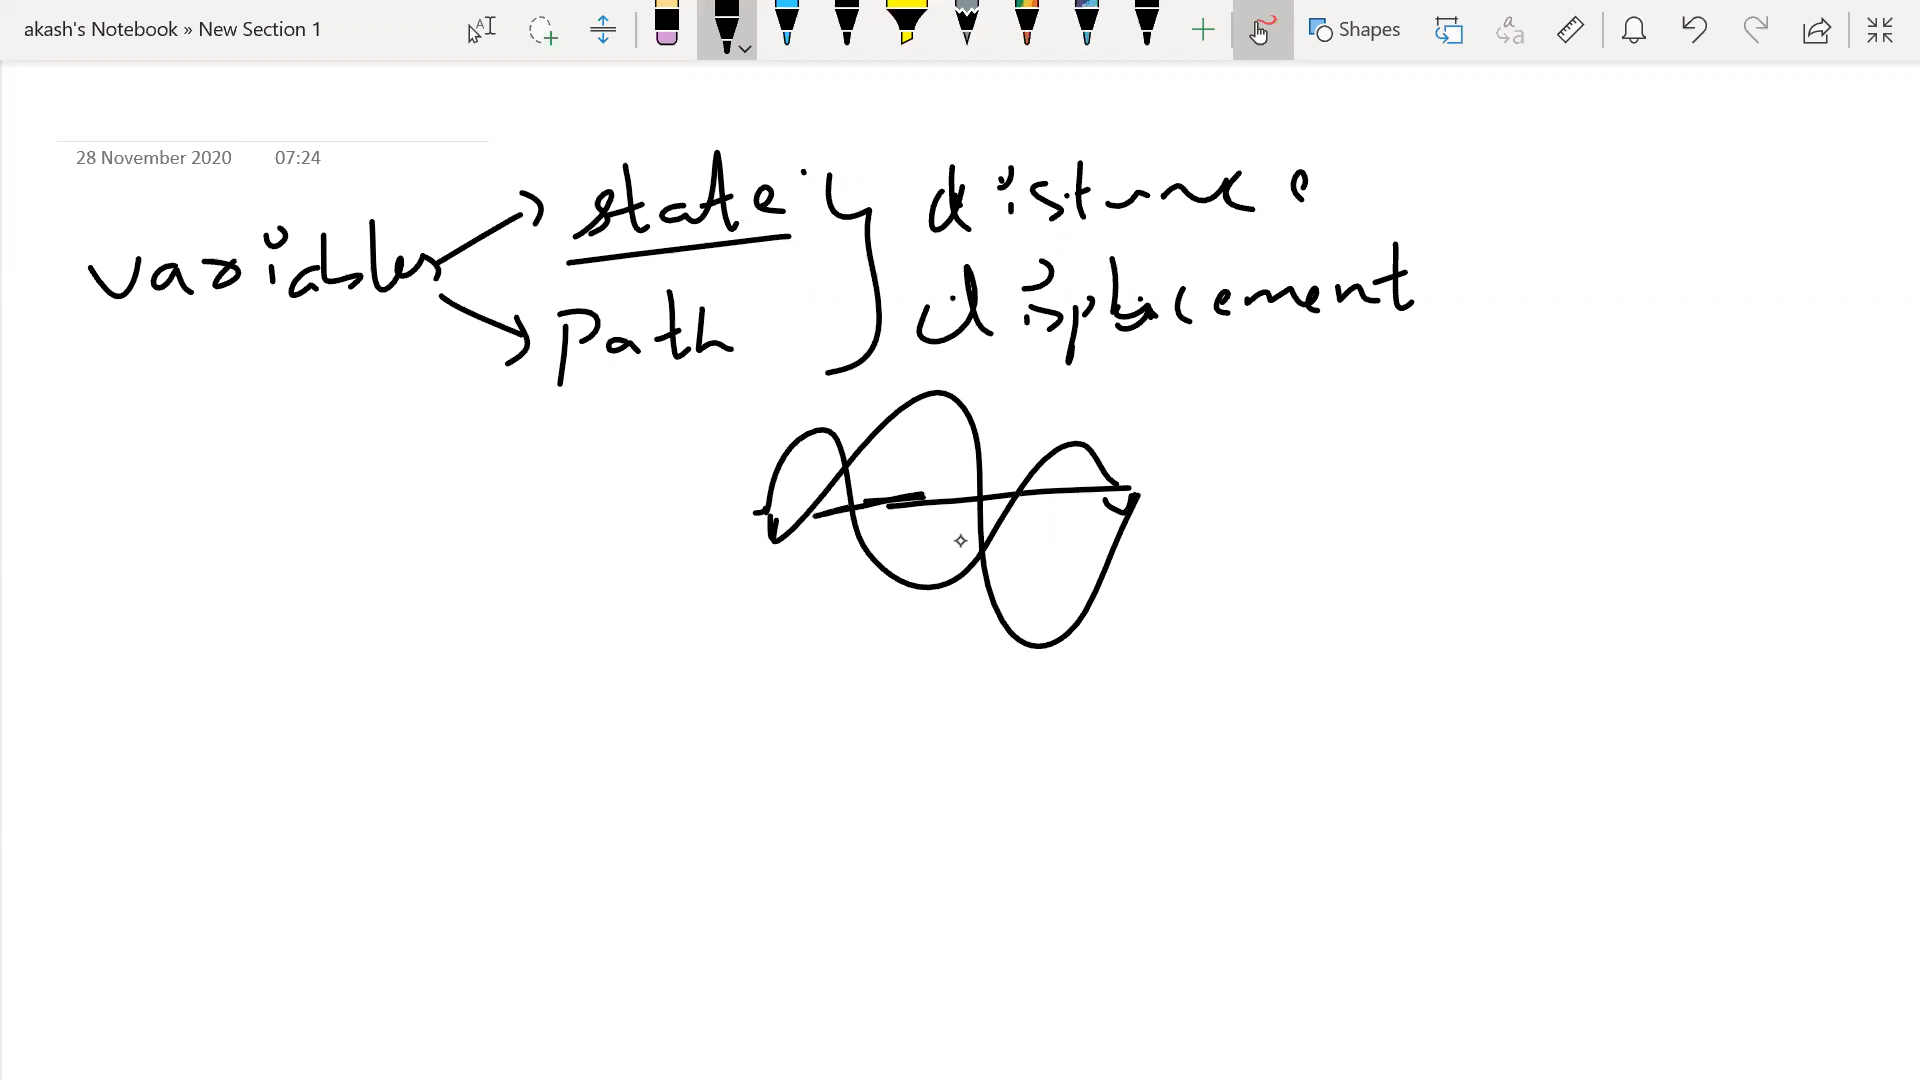 akash's Notebook » New Section 1
Shapes
28 November 2020 07:24
variables
state
path
distance
displacement